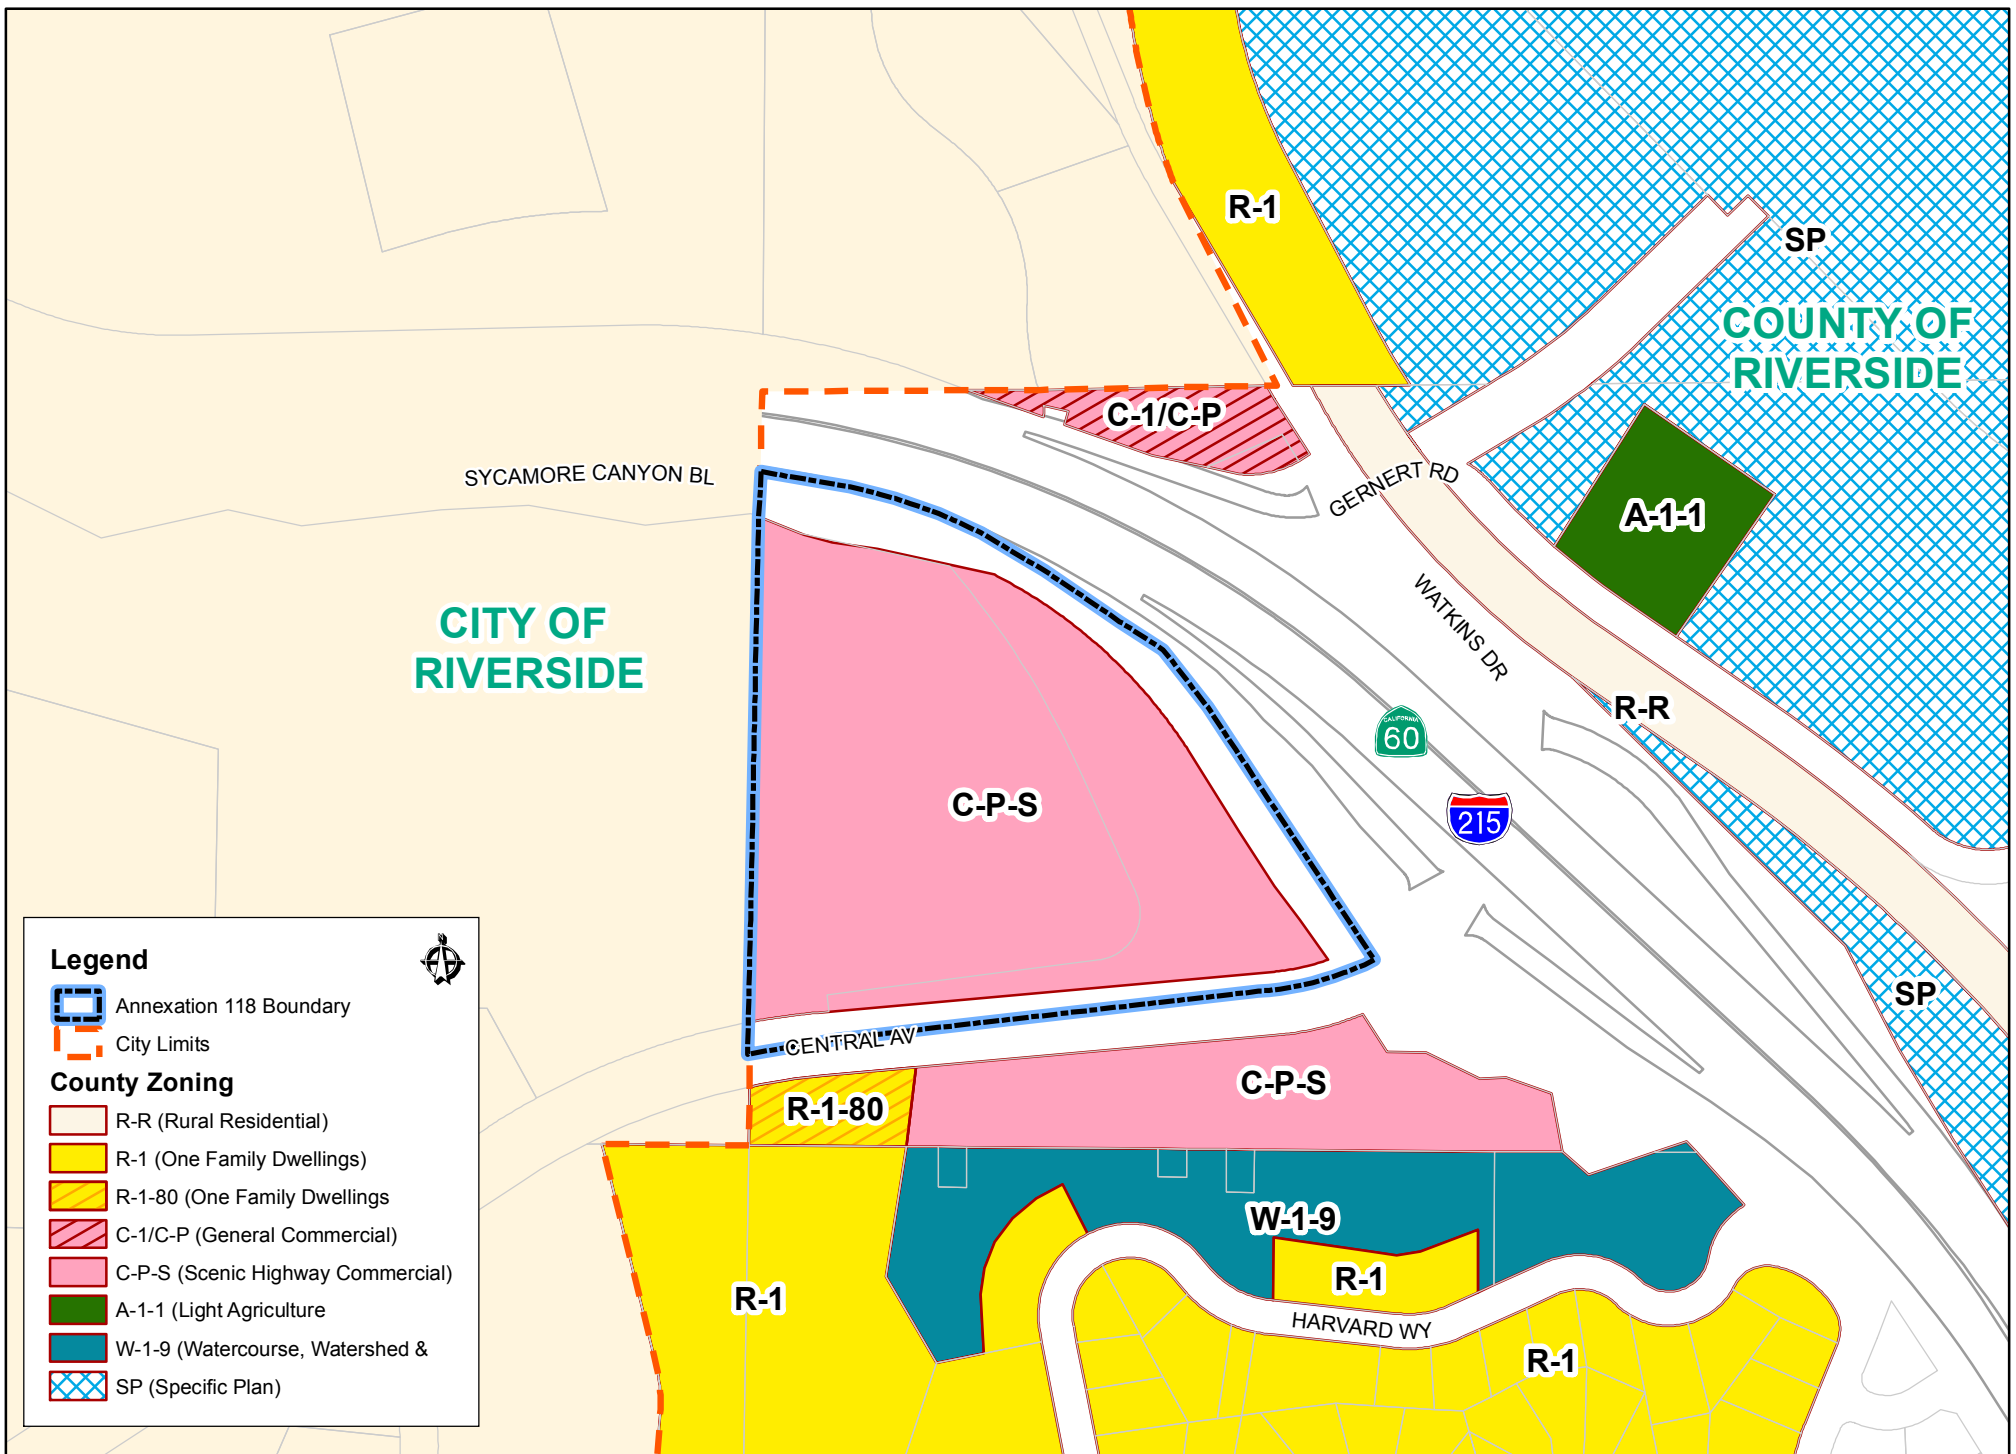 R-1
SP
COUNTY OF
RIVERSIDE
C-1/C-P
SYCAMORE CANYON BL
GERNERT RD
A-1-1
WATKINS DR
CITY OF
RIVERSIDE
R-R
CALIFORNIA
60
C-P-S
215
SP
CENTRAL AV
C-P-S
R-1-80
W-1-9
R-1
R-1
HARVARD WY
R-1
Legend
Annexation 118 Boundary
City Limits
County Zoning
R-R (Rural Residential)
R-1 (One Family Dwellings)
R-1-80 (One Family Dwellings
C-1/C-P (General Commercial)
C-P-S (Scenic Highway Commercial)
A-1-1 (Light Agriculture
W-1-9 (Watercourse, Watershed &
SP (Specific Plan)